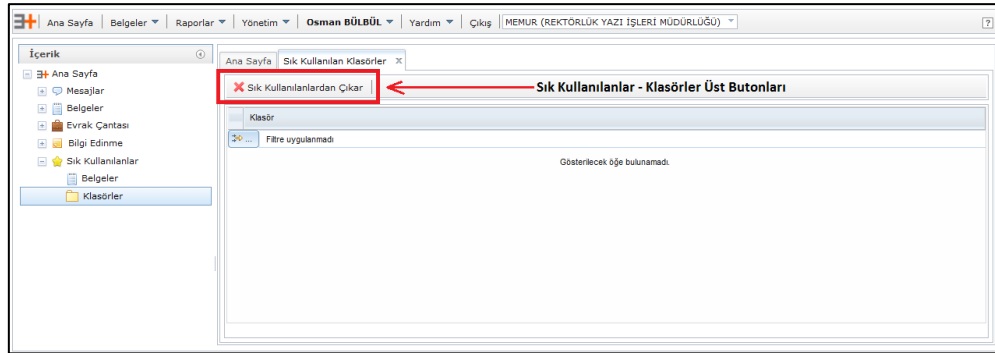 Ana Sayfa Belgeler Raporlar Yönetim Osman BÜLBÜL Yardım Çıkış MEMUR (REKTÖRLÜK YAZI İŞLERİ MÜDÜRLÜĞÜ) ?
İçerik
Ana Sayfa
Mesajlar
Belgeler
Evrak Çantası
Bilgi Edinme
Sık Kullanılanlar
Belgeler
Klasörler
Ana Sayfa Sık Kullanılan Klasörler x
Sık Kullanılanlardan Çıkar Sık Kullanılanlar - Klasörler Üst Butonları
Klasör
... Filtre uygulanmadı
Gösterilecek öğe bulunamadı.